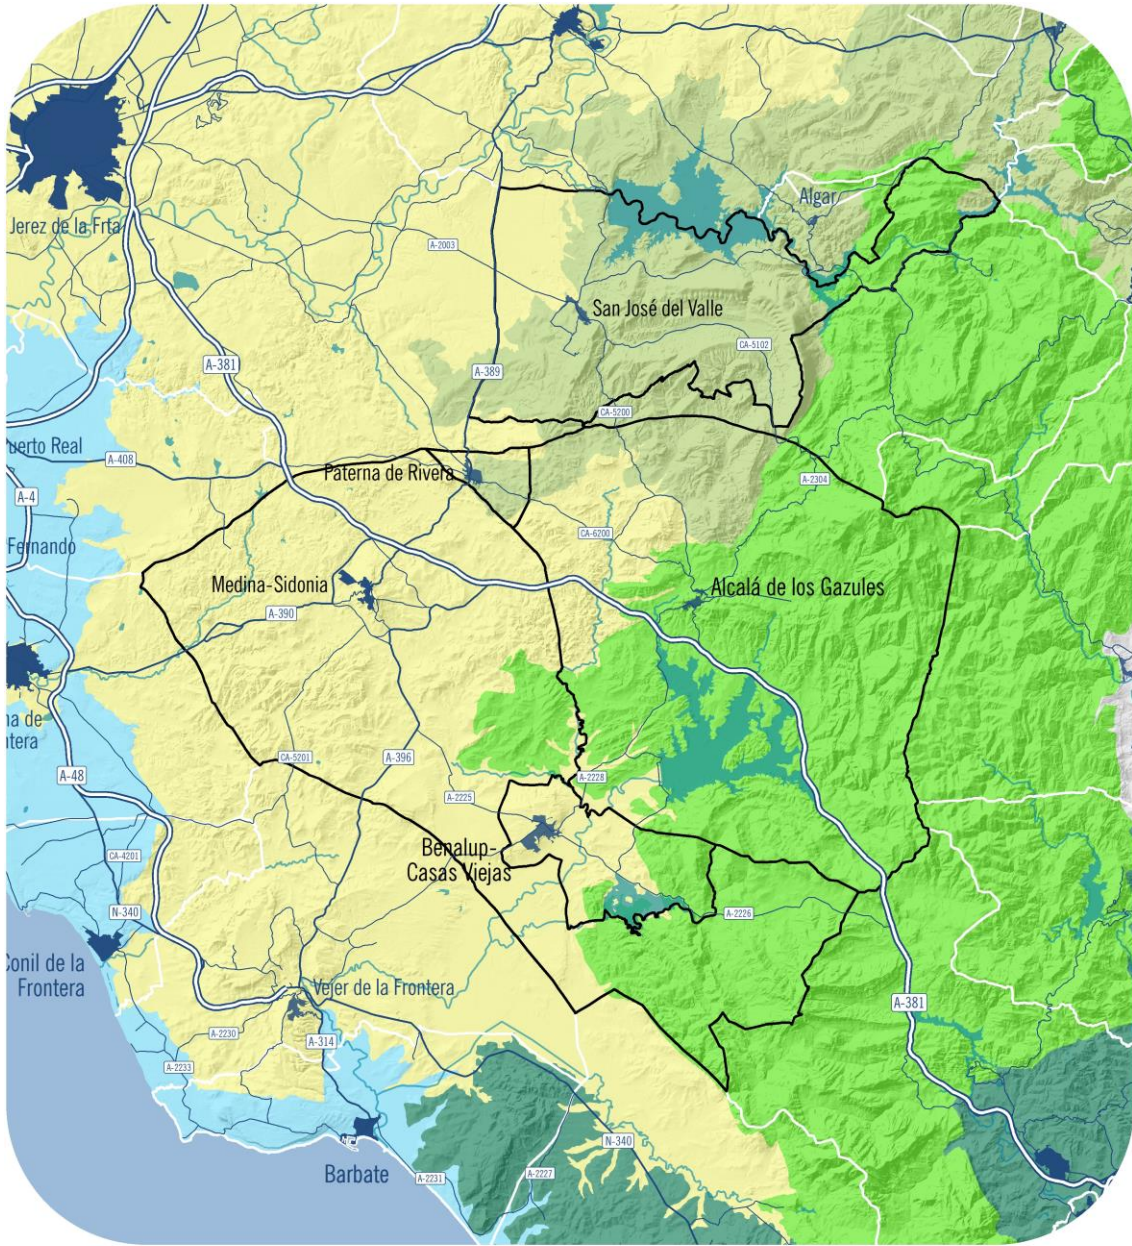 Algar
Jerez de la Frta
A-2003
San José del Valle
CA-5102
A-381
A-389
CA-5200
uerto Real
A-408
Paterna de Rivera
A-2304
A-4
CA-6200
Fernando
Medina-Sidonia
Alcalá de los Gazules
A-390
na de
ntera
CA-5201
A-396
A-48
A-2228
A-2225
Benalup-
Casas Viejas
CA-4201
N-340
A-2226
Conil de la
Frontera
Vejer de la Frontera
A-381
A-2230
A-314
A-2233
N-340
Barbate
A-2231
A-2227